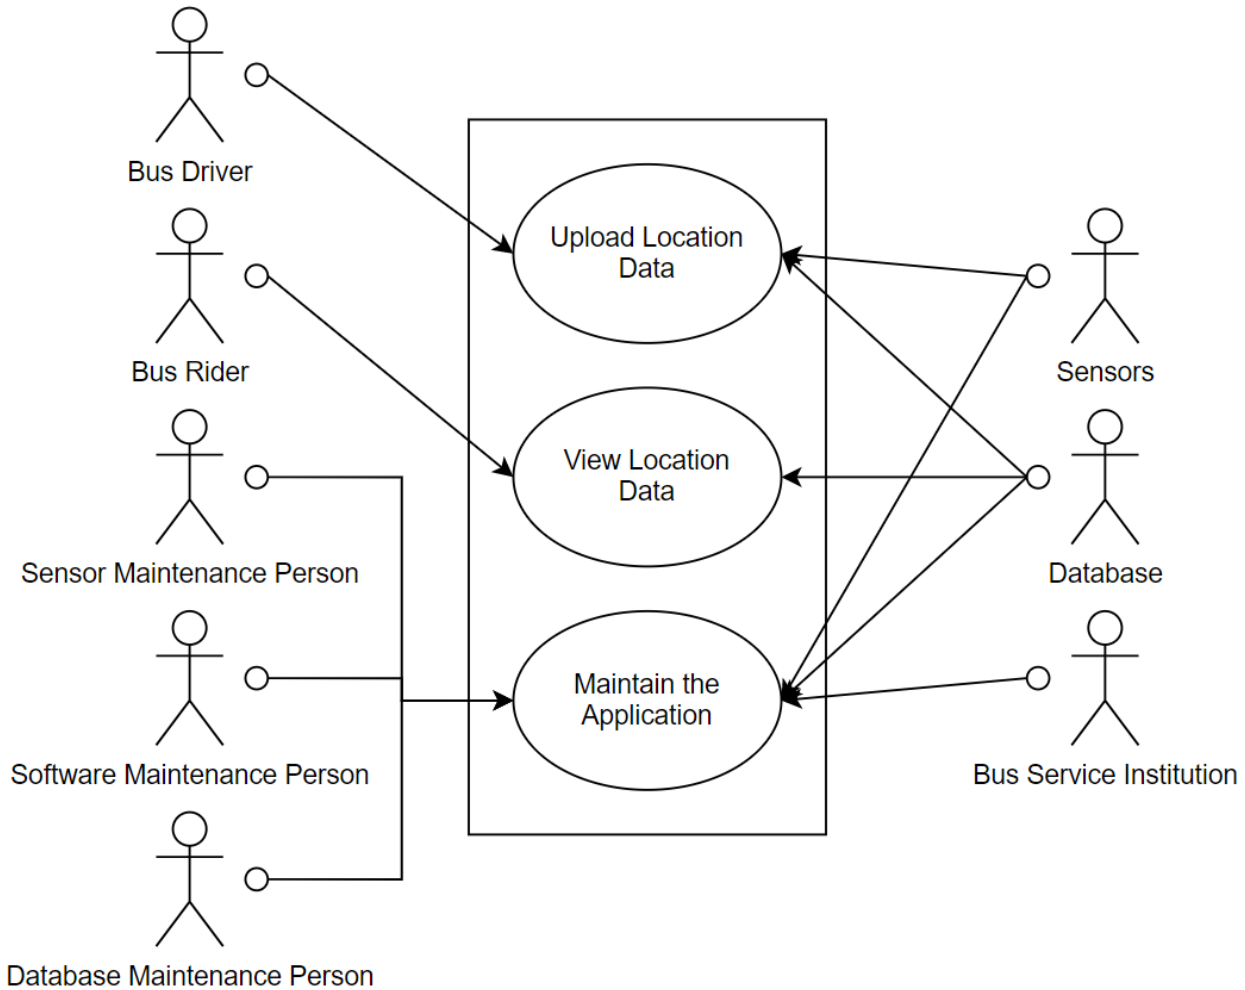 Bus Driver
Upload Location
Data
Bus Rider
Sensors
View Location
Data
Sensor Maintenance Person
Database
Maintain the
Application
Software Maintenance Person
Bus Service Institution
Database Maintenance Person